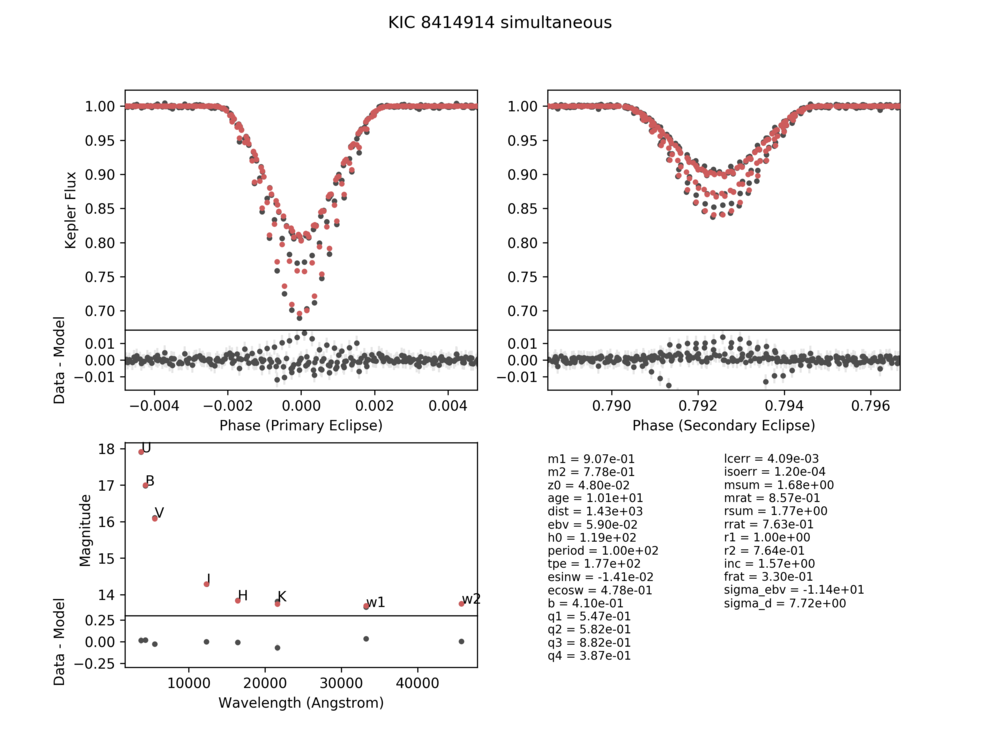 KIC 8414914 simultaneous
Kepler Flux
1.00
0.95
0.90
0.85
0.80
0.75
0.70
1.00
0.95
0.90
0.85
0.80
0.75
0.70
Data - Model
0.01
0.00
−0.01
0.01
0.00
−0.01
−0.004 −0.002 0.000 0.002 0.004
Phase (Primary Eclipse)
0.790 0.792 0.794 0.796
Phase (Secondary Eclipse)
Magnitude
18
17
16
15
14
U
B
V
J
H
K
w1
w2
Data - Model
0.25
0.00
−0.25
10000 20000 30000 40000
Wavelength (Angstrom)
m1 = 9.07e-01
m2 = 7.78e-01
z0 = 4.80e-02
age = 1.01e+01
dist = 1.43e+03
ebv = 5.90e-02
h0 = 1.19e+02
period = 1.00e+02
tpe = 1.77e+02
esinw = -1.41e-02
ecosw = 4.78e-01
b = 4.10e-01
q1 = 5.47e-01
q2 = 5.82e-01
q3 = 8.82e-01
q4 = 3.87e-01
lcerr = 4.09e-03
isoerr = 1.20e-04
msum = 1.68e+00
mrat = 8.57e-01
rsum = 1.77e+00
rrat = 7.63e-01
r1 = 1.00e+00
r2 = 7.64e-01
inc = 1.57e+00
frat = 3.30e-01
sigma_ebv = -1.14e+01
sigma_d = 7.72e+00